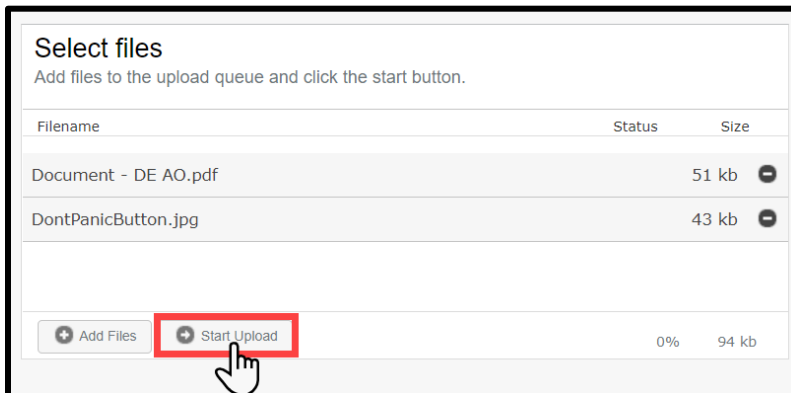 Select files
Add files to the upload queue and click the start button.
Filename Status Size
Document - DE AO.pdf 51 kb
DontPanicButton.jpg 43 kb
Add Files Start Upload 0% 94 kb